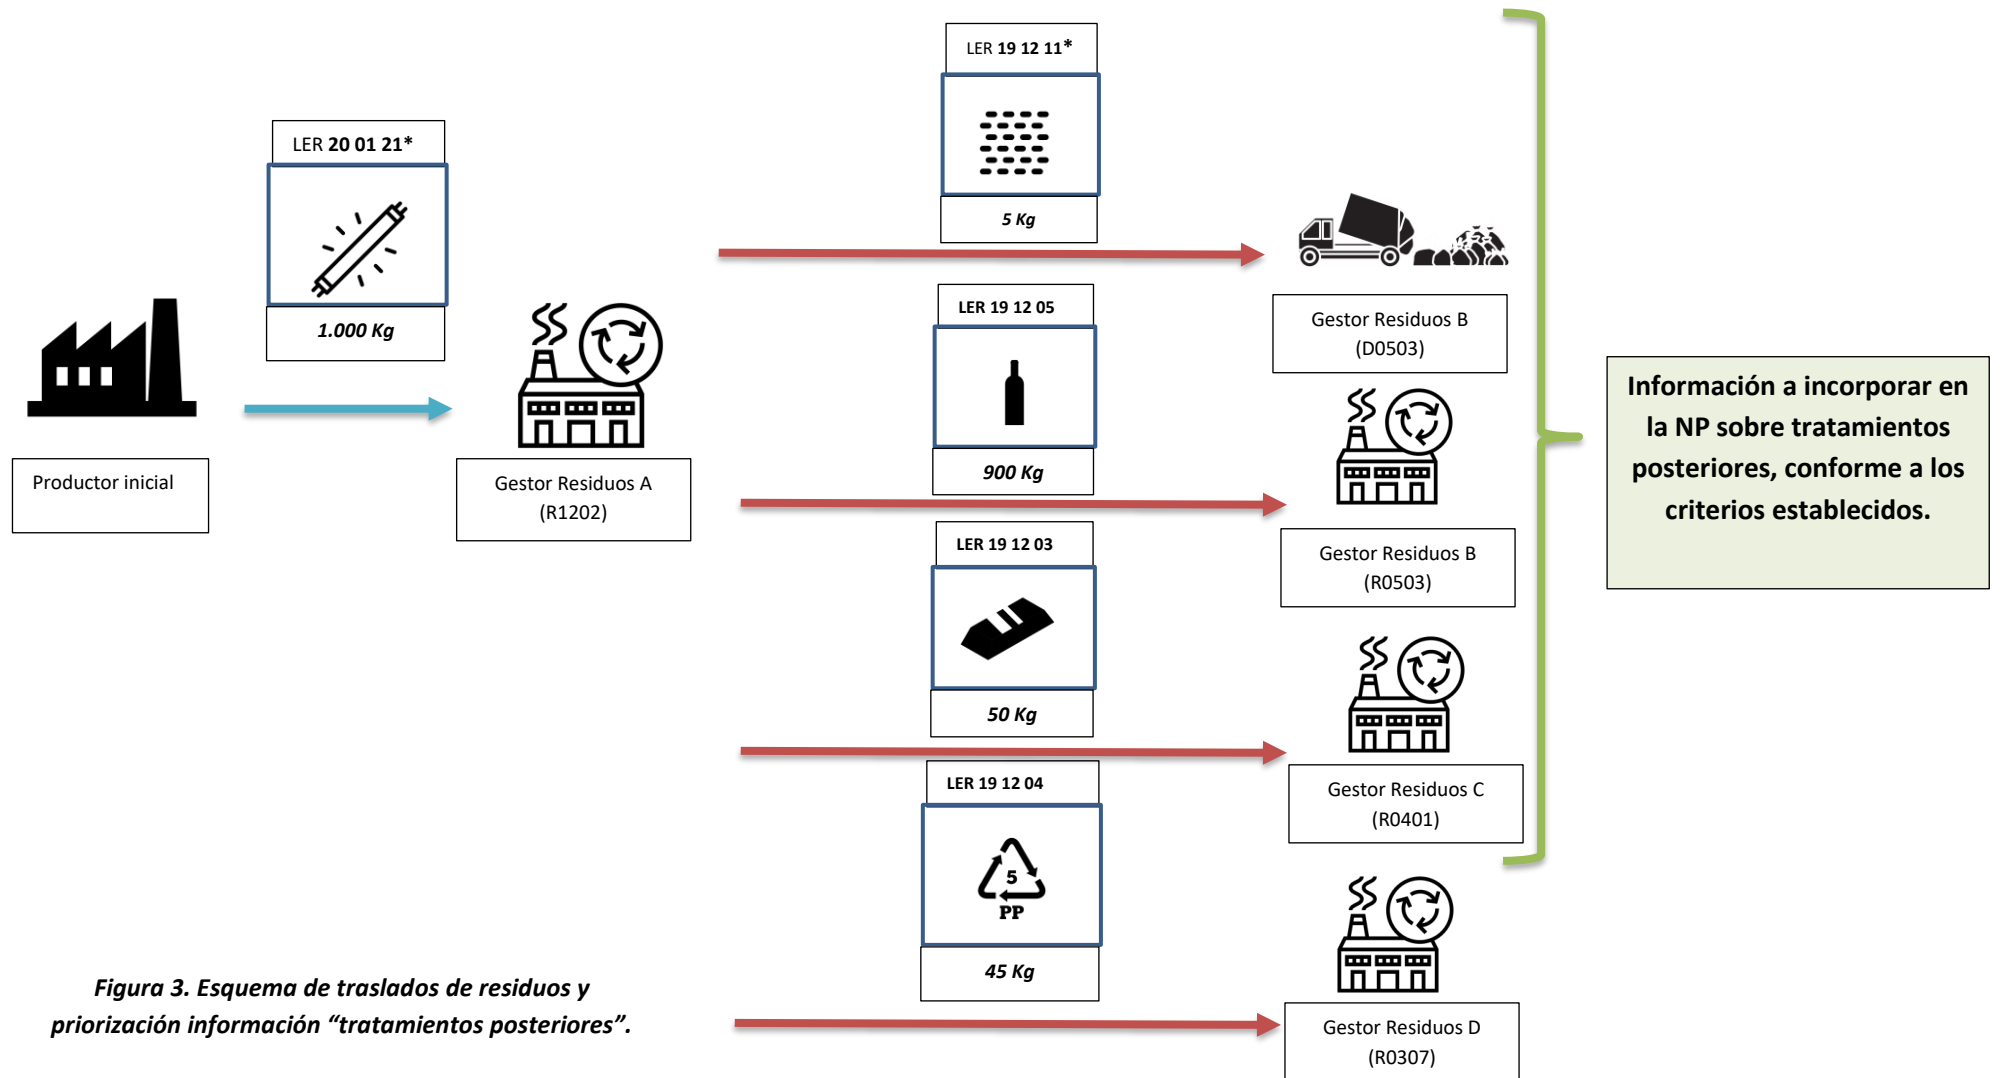 LER 19 12 11*
5 Kg
LER 20 01 21*
1.000 Kg
Productor inicial
Gestor Residuos A
(R1202)
Gestor Residuos B
(D0503)
LER 19 12 05
900 Kg
Gestor Residuos B
(R0503)
LER 19 12 03
50 Kg
Gestor Residuos C
(R0401)
LER 19 12 04
5
PP
45 Kg
Gestor Residuos D
(R0307)
Información a incorporar en
la NP sobre tratamientos
posteriores, conforme a los
criterios establecidos.
Figura 3. Esquema de traslados de residuos y
priorización información “tratamientos posteriores”.